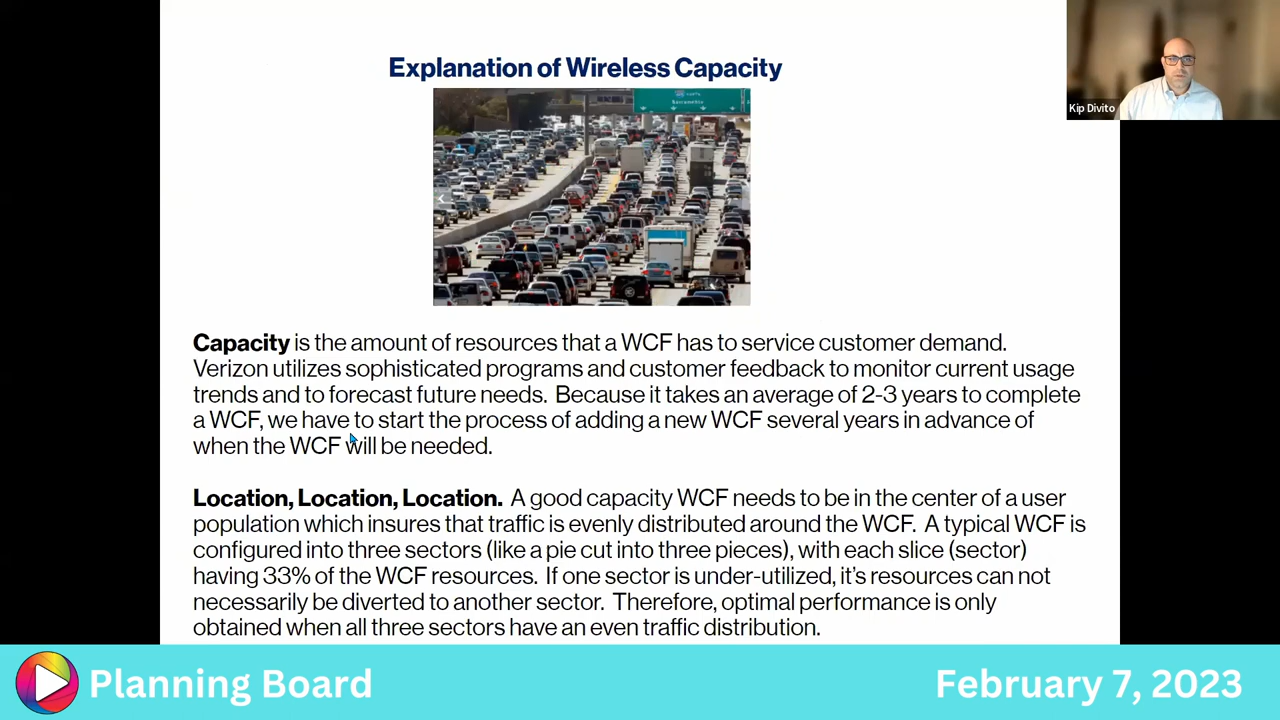 Explanation of Wireless Capacity
Sacramento
Kip Divito
Capacity is the amount of resources that a WCF has to service customer demand.
Verizon utilizes sophisticated programs and customer feedback to monitor current usage
trends and to forecast future needs.  Because it takes an average of 2-3 years to complete
a WCF, we have to start the process of adding a new WCF several years in advance of
when the WCF will be needed.
Location, Location, Location.  A good capacity WCF needs to be in the center of a user
population which insures that traffic is evenly distributed around the WCF.  A typical WCF is
configured into three sectors (like a pie cut into three pieces), with each slice (sector)
having 33% of the WCF resources.  If one sector is under-utilized, it's resources can not
necessarily be diverted to another sector.  Therefore, optimal performance is only
obtained when all three sectors have an even traffic distribution.
Planning Board
February 7, 2023